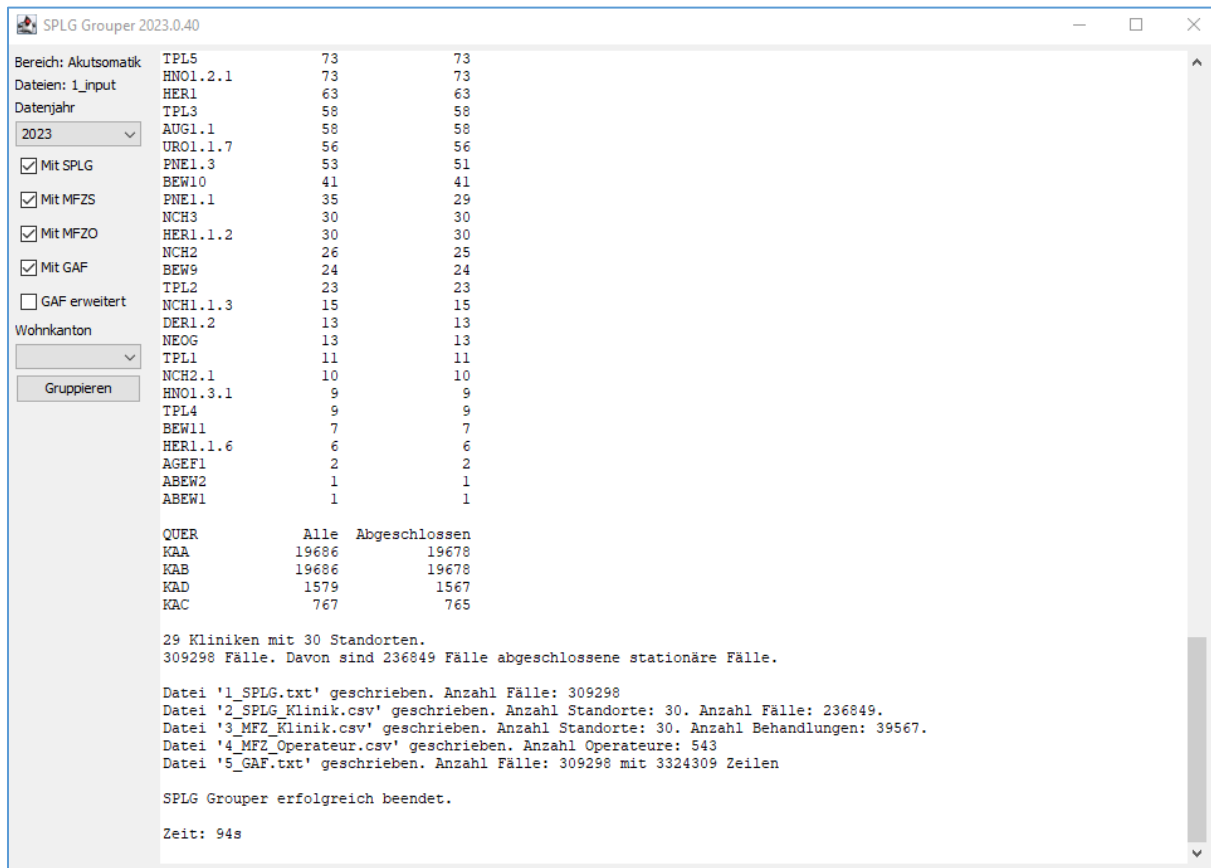 SPLG Grouper 2023.0.40
Bereich: Akutsomatik
Dateien: 1_input
Datenjahr
2023
Mit SPLG
Mit MFZS
Mit MFZO
Mit GAF
GAF erweitert
Wohnkanton
Gruppieren
TPL5 73 73
HNO1.2.1 73 73
HER1 63 63
TPL3 58 58
AUG1.1 58 58
URO1.1.7 56 56
PNE1.3 53 51
BEW10 41 41
PNE1.1 35 29
NCH3 30 30
HER1.1.2 30 30
NCH2 26 25
BEW9 24 24
TPL2 23 23
NCH1.1.3 15 15
DER1.2 13 13
NEOG 13 13
TPL1 11 11
NCH2.1 10 10
HNO1.3.1 9 9
TPL4 9 9
BEW11 7 7
HER1.1.6 6 6
AGEF1 2 2
ABEW2 1 1
ABEW1 1 1
QUER Alle Abgeschlossen
KAA 19686 19678
KAB 19686 19678
KAD 1579 1567
KAC 767 765
29 Kliniken mit 30 Standorten.
309298 Fälle. Davon sind 236849 Fälle abgeschlossene stationäre Fälle.
Datei '1_SPLG.txt' geschrieben. Anzahl Fälle: 309298
Datei '2_SPLG_Klinik.csv' geschrieben. Anzahl Standorte: 30. Anzahl Fälle: 236849.
Datei '3_MFZ_Klinik.csv' geschrieben. Anzahl Standorte: 30. Anzahl Behandlungen: 39567.
Datei '4_MFZ_Operateur.csv' geschrieben. Anzahl Operateure: 543
Datei '5_GAF.txt' geschrieben. Anzahl Fälle: 309298 mit 3324309 Zeilen
SPLG Grouper erfolgreich beendet.
Zeit: 94s